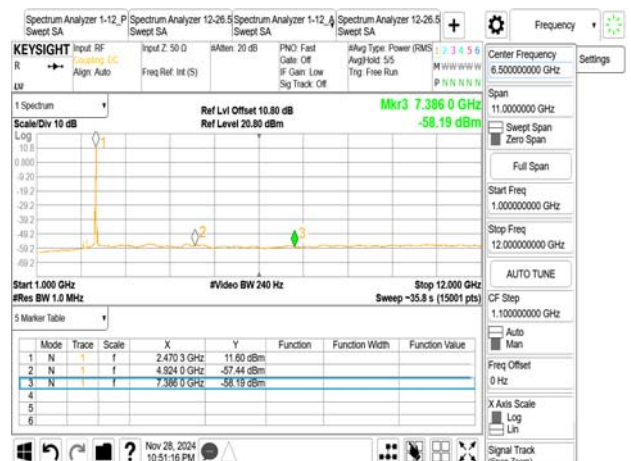 Spectrum Analyzer 1-12_P
Swept SA
Spectrum Analyzer 12-26.5
Swept SA
Spectrum Analyzer 1-12_A
Swept SA
Spectrum Analyzer 12-26.5
Swept SA
Frequency
KEYSIGHT
R
Input: RF
Coupling: DC
Align: Auto
Input Z: 50 Ω
Freq Ref: Int (S)
#Atten: 20 dB
PNO: Fast
Gate: Off
IF Gain: Low
Sig Track: Off
#Avg Type: Power (RMS)
Avg|Hold: 5/5
Trig: Free Run
1 2 3 4 5 6
M W W W W W
P N N N N N
1 Spectrum
Scale/Div 10 dB
Ref Lvl Offset 10.80 dB
Ref Level 20.80 dBm
Mkr3 7.386 0 GHz
-58.19 dBm
Log
10.8
0.800
-9.20
-19.2
-29.2
-39.2
-49.2
-59.2
-69.2
1
2
3
Start 1.000 GHz
#Video BW 240 Hz
Stop 12.000 GHz
#Res BW 1.0 MHz
Sweep ~35.8 s (15001 pts)
5 Marker Table
Mode Trace Scale X Y Function Function Width Function Value
1 N 1 f 2.470 3 GHz 11.60 dBm
2 N 1 f 4.924 0 GHz -57.44 dBm
3 N 1 f 7.386 0 GHz -58.19 dBm
4
5
6
Nov 28, 2024
10:51:16 PM
Center Frequency
6.500000000 GHz
Settings
Span
11.0000000 GHz
Swept Span
Zero Span
Full Span
Start Freq
1.000000000 GHz
Stop Freq
12.000000000 GHz
AUTO TUNE
CF Step
1.100000000 GHz
Auto
Man
Freq Offset
0 Hz
X Axis Scale
Log
Lin
Signal Track